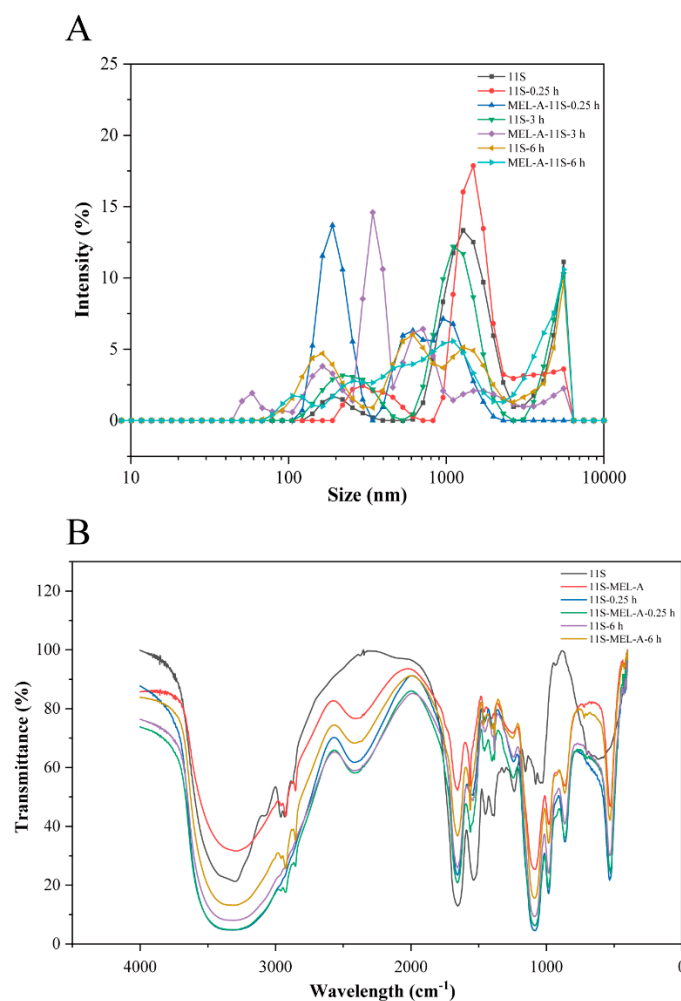 A
25
20
15
10
5
0
Intensity (%)
10
100
1000
10000
Size (nm)
11S
11S-0.25 h
MEL-A-11S-0.25 h
11S-3 h
MEL-A-11S-3 h
11S-6 h
MEL-A-11S-6 h
B
120
100
80
60
40
20
0
Transmittance (%)
4000
3000
2000
1000
0
Wavelength (cm⁻¹)
11S
11S-MEL-A
11S-0.25 h
11S-MEL-A-0.25 h
11S-6 h
11S-MEL-A-6 h